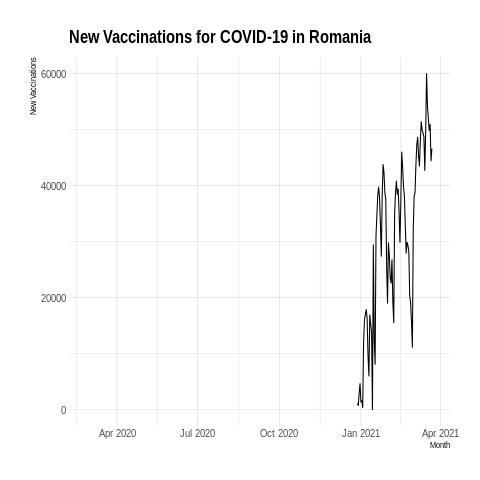 New Vaccinations for COVID-19 in Romania
New Vaccinations
60000
40000
20000
0
Apr 2020 Jul 2020 Oct 2020 Jan 2021 Apr 2021
Month